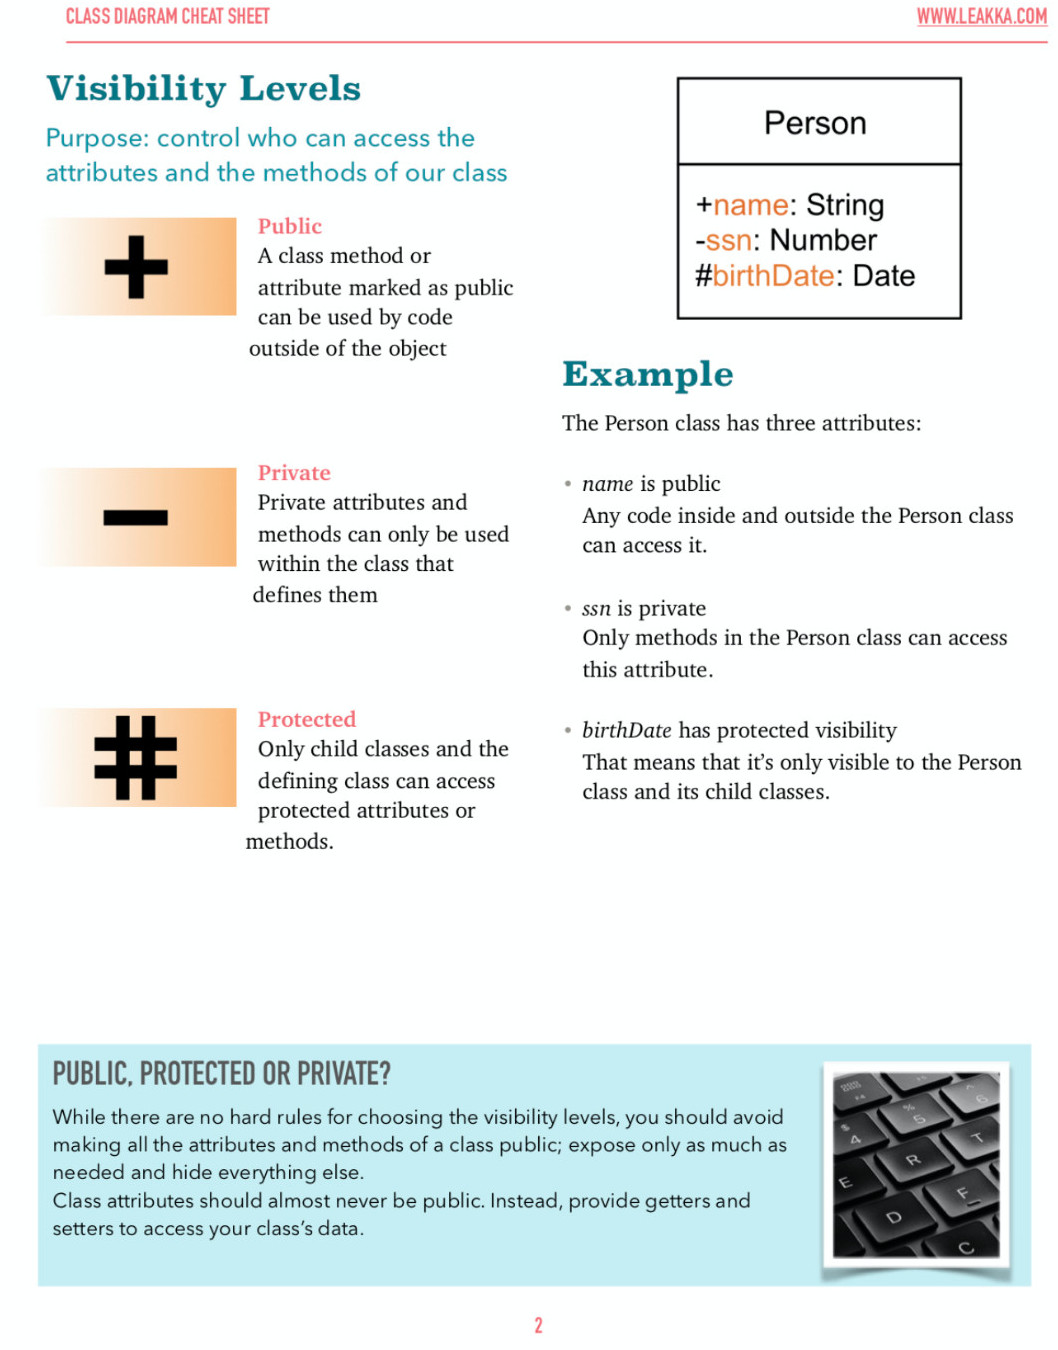 CLASS DIAGRAM CHEAT SHEET
WWW.LEAKKA.COM
Visibility Levels
Purpose: control who can access the
attributes and the methods of our class
+
Public
A class method or
attribute marked as public
can be used by code
outside of the object
−
Private
Private attributes and
methods can only be used
within the class that
defines them
#
Protected
Only child classes and the
defining class can access
protected attributes or
methods.
Person
+name: String
-ssn: Number
#birthDate: Date
Example
The Person class has three attributes:
• name is public
Any code inside and outside the Person class
can access it.
• ssn is private
Only methods in the Person class can access
this attribute.
• birthDate has protected visibility
That means that it’s only visible to the Person
class and its child classes.
PUBLIC, PROTECTED OR PRIVATE?
While there are no hard rules for choosing the visibility levels, you should avoid
making all the attributes and methods of a class public; expose only as much as
needed and hide everything else.
Class attributes should almost never be public. Instead, provide getters and
setters to access your class’s data.
F4
^ 6
% 5
$ 4
T
R
E
F
D
C
2